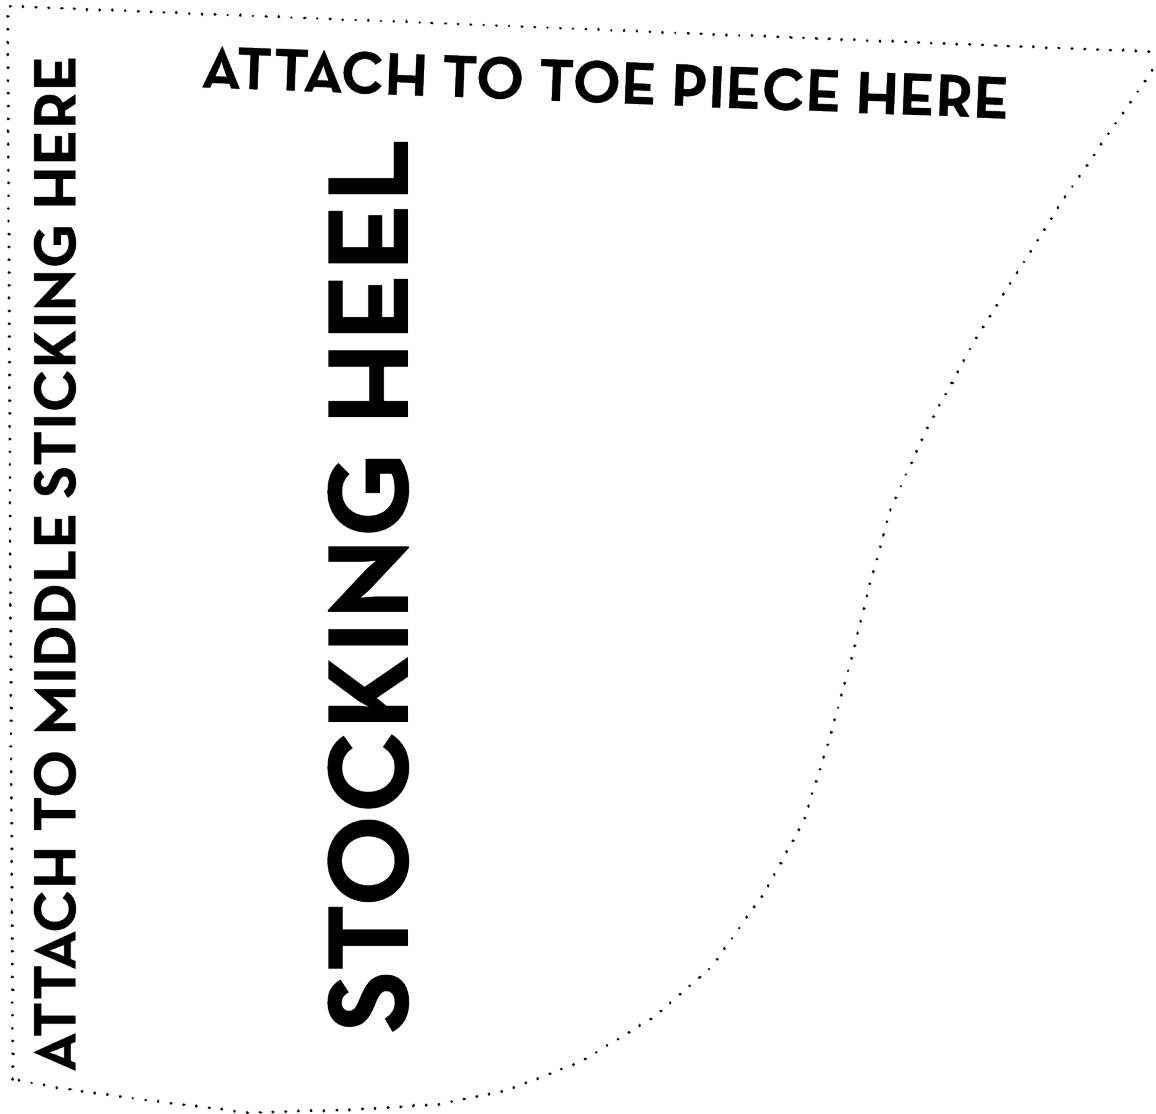 ATTACH TO TOE PIECE HERE
ATTACH TO MIDDLE STICKING HERE
STOCKING HEEL